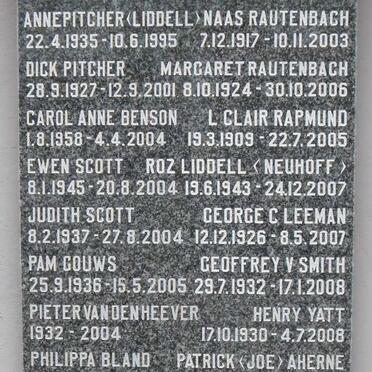 ANNE PITCHER (LIDDELL) NAAS RAUTENBACH
22.4.1935 - 10.6.1995 7.12.1917 - 10.11.2003
DICK PITCHER MARGARET RAUTENBACH
28.9.1927 - 12.9.2001 8.10.1924 - 30.10.2006
CAROL ANNE BENSON L CLAIR RAPMUND
1.8.1958 - 4.4.2004 19.3.1909 - 22.7.2005
EWEN SCOTT ROZ LIDDELL (NEUHOFF)
8.1.1945 - 20.8.2004 19.6.1943 - 24.12.2007
JUDITH SCOTT GEORGE C LEEMAN
8.2.1937 - 27.8.2004 12.12.1926 - 8.5.2007
PAM GOUWS GEOFFREY V SMITH
25.9.1936 - 15.5.2005 29.7.1932 - 17.1.2008
PIETER VAN DEN HEEVER HENRY YATT
1932 - 2004 17.10.1930 - 4.7.2008
PHILIPPA BLAND PATRICK (JOE) AHERNE